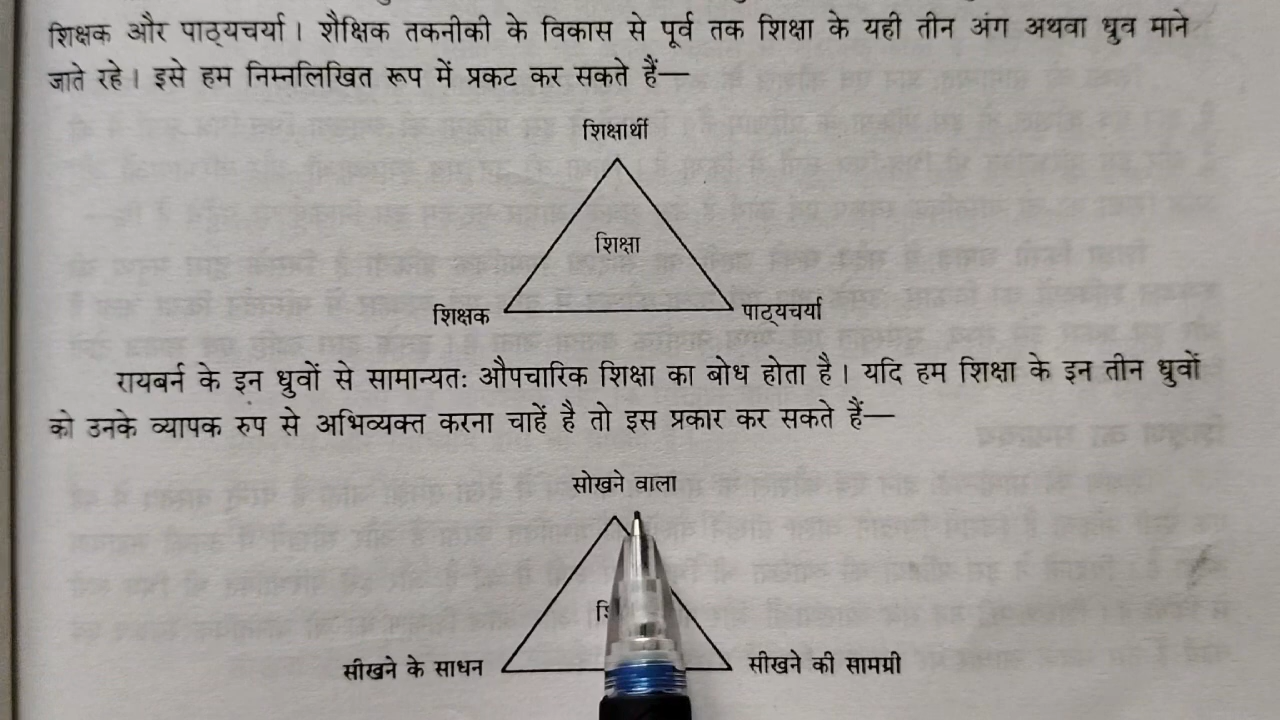 शिक्षक और पाठ्यचर्या। शैक्षिक तकनीकी के विकास से पूर्व तक शिक्षा के यही तीन अंग अथवा ध्रुव माने
जाते रहे। इसे हम निम्नलिखित रूप में प्रकट कर सकते हैं—
शिक्षार्थी
शिक्षा
शिक्षक पाठ्यचर्या
रायबर्न के इन ध्रुवों से सामान्यतः औपचारिक शिक्षा का बोध होता है। यदि हम शिक्षा के इन तीन ध्रुवों
को उनके व्यापक रुप से अभिव्यक्त करना चाहें है तो इस प्रकार कर सकते हैं—
सोखने वाला
सीखने के साधन सीखने की सामग्री